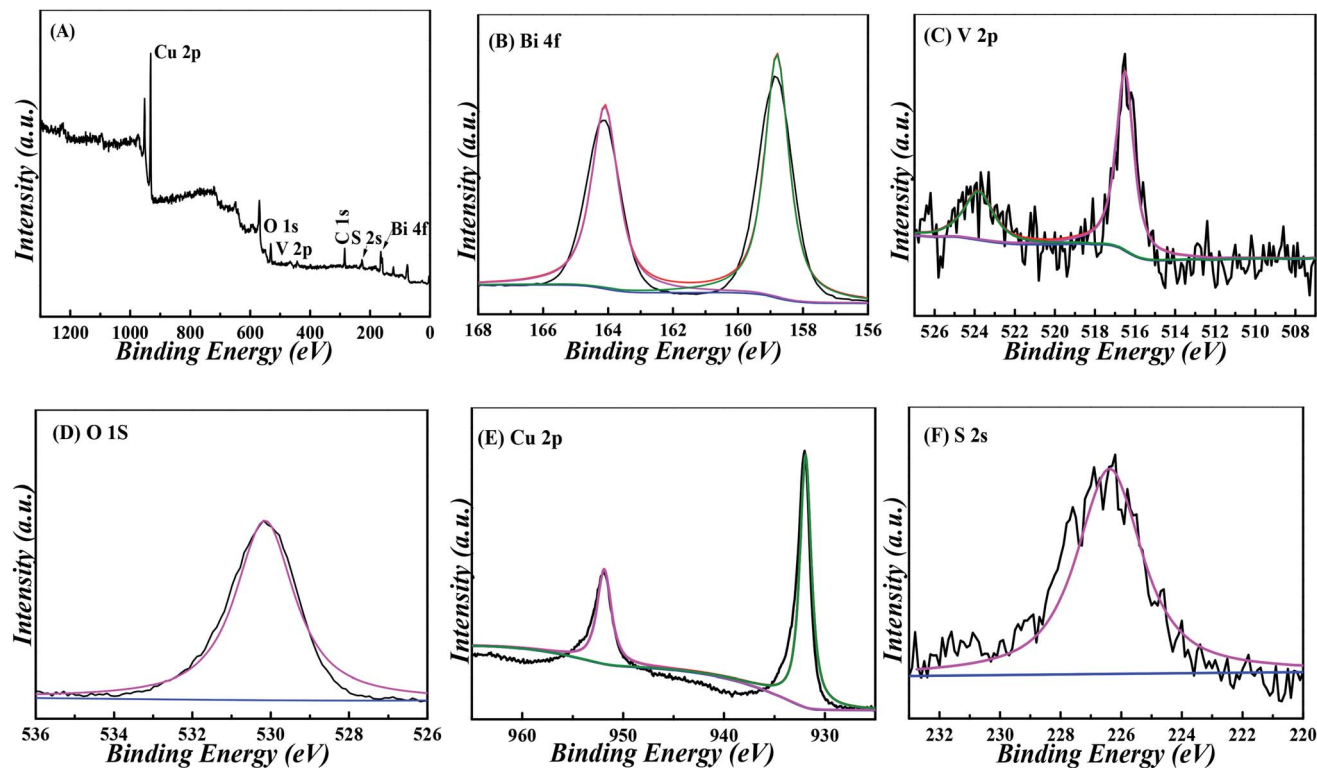 (A)
Cu 2p
O 1s
V 2p
C 1s
S 2s
Bi 4f
Intensity (a.u.)
1200 1000 800 600 400 200 0
Binding Energy (eV)
(B) Bi 4f
Intensity (a.u.)
168 166 164 162 160 158 156
Binding Energy (eV)
(C) V 2p
Intensity (a.u.)
526 524 522 520 518 516 514 512 510 508
Binding Energy (eV)
(D) O 1S
Intensity (a.u.)
536 534 532 530 528 526
Binding Energy (eV)
(E) Cu 2p
Intensity (a.u.)
960 950 940 930
Binding Energy (eV)
(F) S 2s
Intensity (a.u.)
232 230 228 226 224 222 220
Binding Energy (eV)